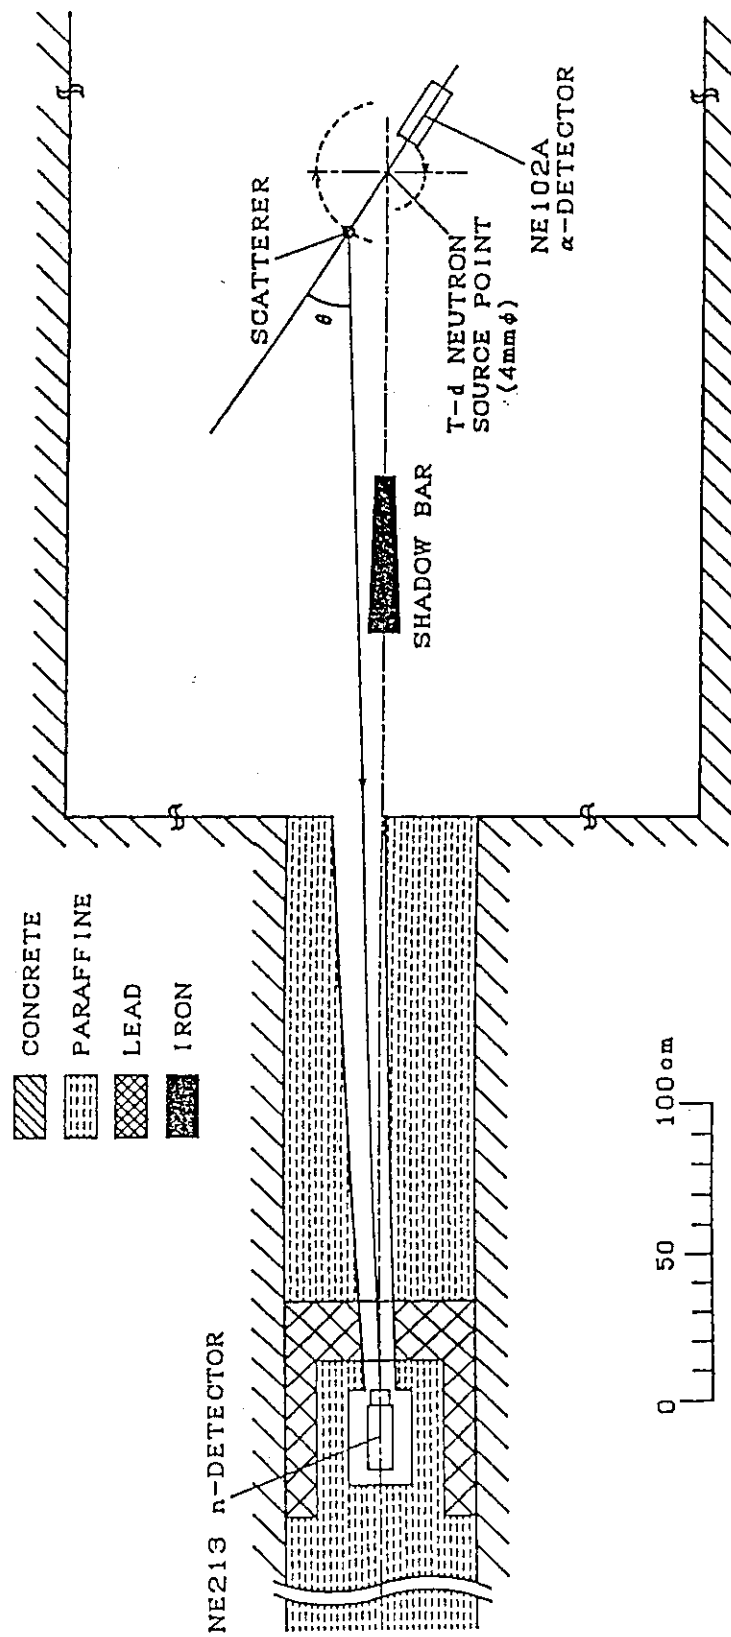 CONCRETE
PARAFFINE
LEAD
IRON
NE213 n-DETECTOR
SCATTERER
θ
T-d NEUTRON
SOURCE POINT
(4mmϕ)
NE102A
α-DETECTOR
SHADOW BAR
0 50 100cm